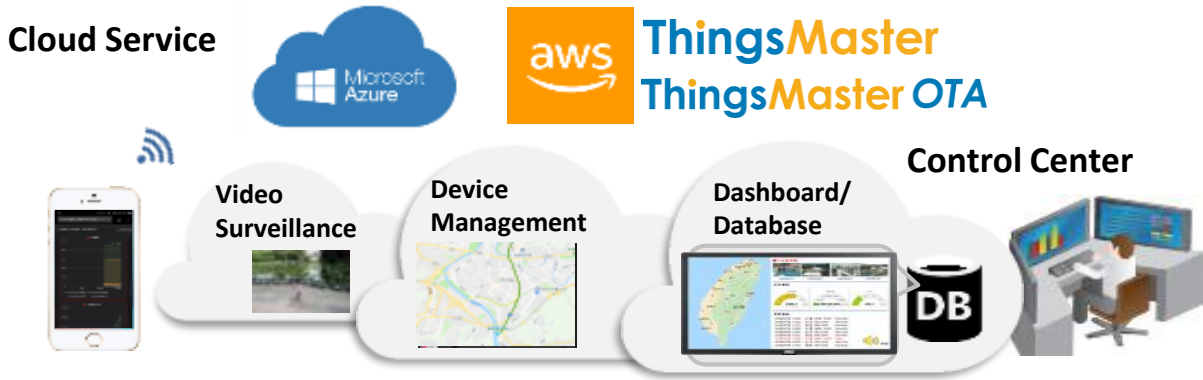 Cloud Service
Microsoft
Azure
aws
ThingsMaster
ThingsMaster OTA
Control Center
Video
Surveillance
Device
Management
Dashboard/
Database
DB